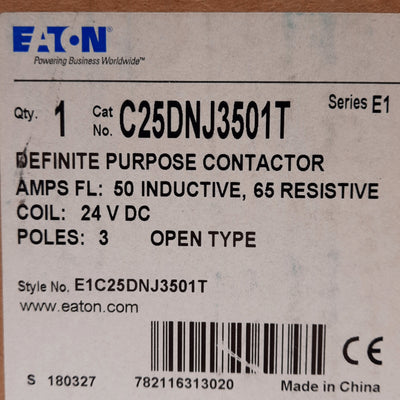 EATON
Powering Business Worldwide™
Series E1
Qty. 1 Cat No. C25DNJ3501T
DEFINITE PURPOSE CONTACTOR
AMPS FL: 50 INDUCTIVE, 65 RESISTIVE
COIL: 24 V DC
POLES: 3 OPEN TYPE
Style No. E1C25DNJ3501T
www.eaton.com
CE
S 180327 782116313020 Made in China